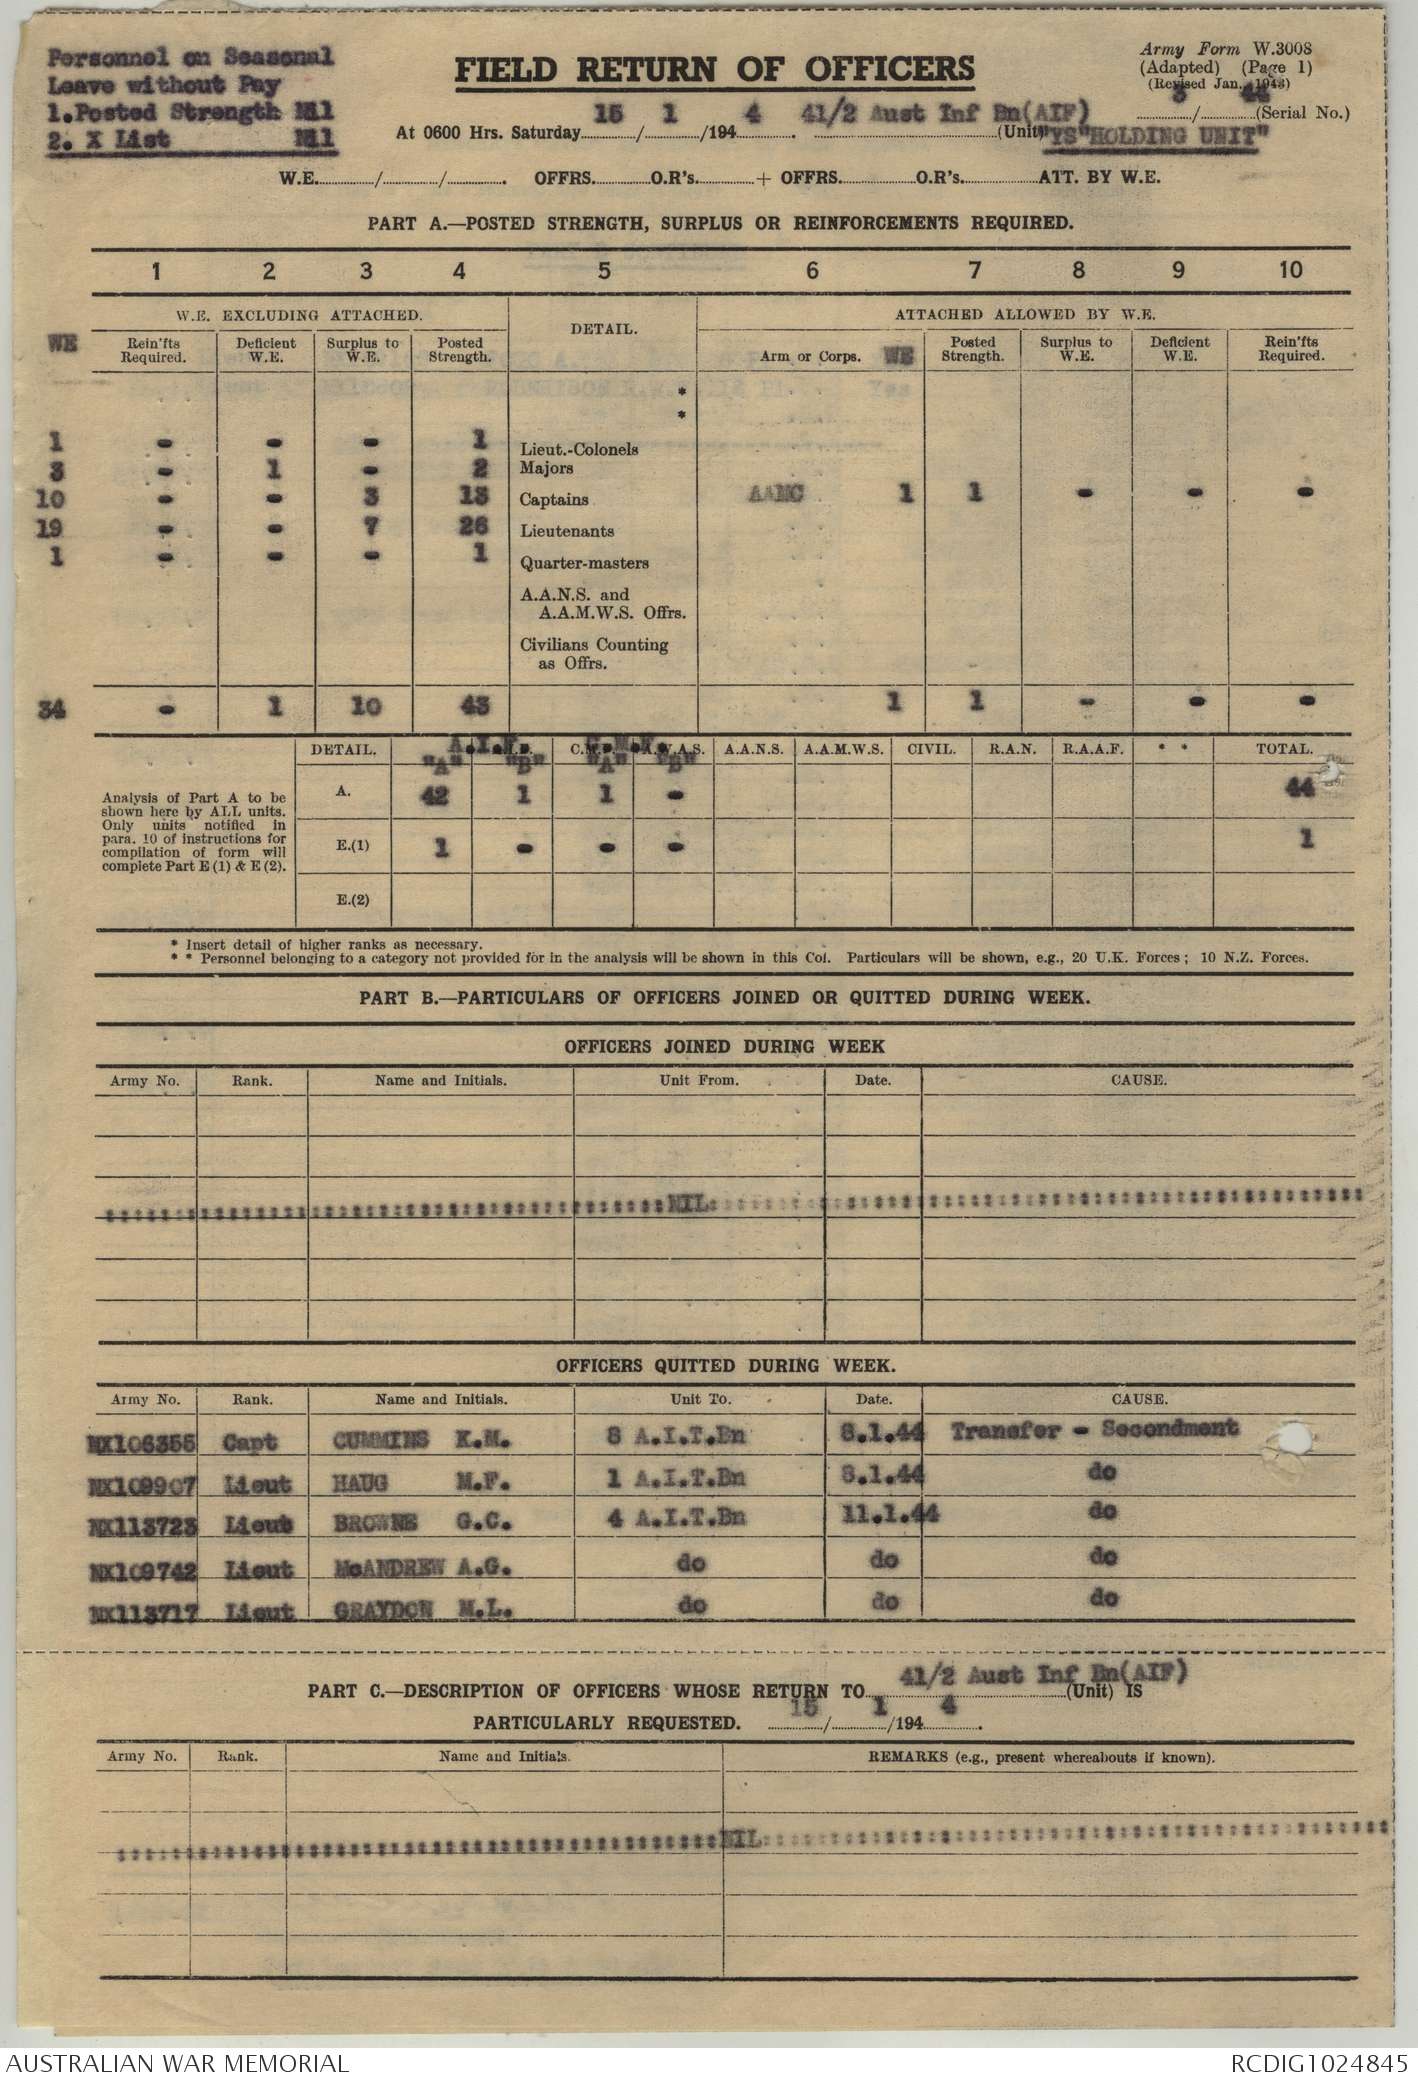 Personnel on Seasonal
Leave without Pay
1.Posted Strength Nil
2. X List Nil
FIELD RETURN OF OFFICERS
Army Form W.3008
(Adapted) (Page 1)
(Revised Jan., 1943)
3/44 (Serial No.)
At 0600 Hrs. Saturday 15/1/1944. 41/2 Aust Inf Bn(AIF) (Unit)
"YS"HOLDING UNIT"
W.E. / / . OFFRS. O.R's. + OFFRS. O.R's. ATT. BY W.E.
PART A.—POSTED STRENGTH, SURPLUS OR REINFORCEMENTS REQUIRED.
1 2 3 4 5 6 7 8 9 10
W.E. EXCLUDING ATTACHED. DETAIL. ATTACHED ALLOWED BY W.E.
WE Rein'fts Required. Deficient W.E. Surplus to W.E. Posted Strength. Arm or Corps. WE Posted Strength. Surplus to W.E. Deficient W.E. Rein'fts Required.
*
*
1 - - - 1 Lieut.-Colonels
3 - 1 - 2 Majors
10 - - 3 13 Captains AAMC 1 1 - - -
19 - - 7 26 Lieutenants
1 - - - 1 Quarter-masters
A.A.N.S. and
A.A.M.W.S. Offrs.
Civilians Counting
as Offrs.
34 - 1 10 43 1 1 - - -
DETAIL. A.I.F. C.M.F. A.W.A.S. A.A.N.S. A.A.M.W.S. CIVIL. R.A.N. R.A.A.F. * * TOTAL.
"A" "B" "A" "B"
Analysis of Part A to be
shown here by ALL units.
Only units notified in
para. 10 of instructions for
compilation of form will
complete Part E (1) & E (2).
A. 42 1 1 - 44
E.(1) 1 - - - 1
E.(2)
* Insert detail of higher ranks as necessary.
* * Personnel belonging to a category not provided for in the analysis will be shown in this Col. Particulars will be shown, e.g., 20 U.K. Forces; 10 N.Z. Forces.
PART B.—PARTICULARS OF OFFICERS JOINED OR QUITTED DURING WEEK.
OFFICERS JOINED DURING WEEK
Army No. Rank. Name and Initials. Unit From. Date. CAUSE.
NIL
OFFICERS QUITTED DURING WEEK.
Army No. Rank. Name and Initials. Unit To. Date. CAUSE.
NX106355 Capt CUMMINS K.M. 8 A.I.T.Bn 8.1.44 Transfer - Secondment
NX109907 Lieut HAUG M.F. 1 A.I.T.Bn 8.1.44 do
NX113723 Lieut BROWNE G.C. 4 A.I.T.Bn 11.1.44 do
NX109742 Lieut McANDREW A.G. do do do
NX113717 Lieut GRAYDON M.L. do do do
PART C.—DESCRIPTION OF OFFICERS WHOSE RETURN TO 41/2 Aust Inf Bn(AIF) (Unit) IS
PARTICULARLY REQUESTED. 15/1/1944.
Army No. Rank. Name and Initials. REMARKS (e.g., present whereabouts if known).
NIL
AUSTRALIAN WAR MEMORIAL
RCDIG1024845